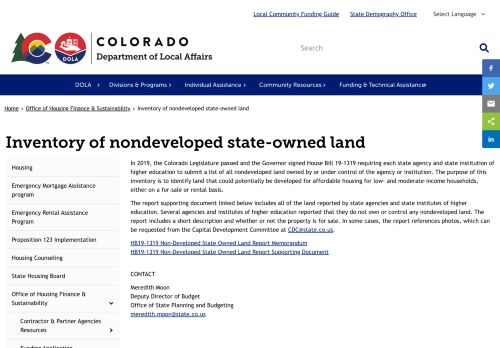 Local Community Funding Guide State Demography Office Select Language
COLORADO
Department of Local Affairs
DOLA
Search
DOLA Divisions & Programs Individual Assistance Community Resources Funding & Technical Assistance
Home › Office of Housing Finance & Sustainability › Inventory of nondeveloped state-owned land
Inventory of nondeveloped state-owned land
Housing
Emergency Mortgage Assistance
program
Emergency Rental Assistance
Program
Proposition 123 Implementation
Housing Counseling
State Housing Board
Office of Housing Finance &
Sustainability
Contractor & Partner Agencies
Resources
Funding Application
In 2019, the Colorado Legislature passed and the Governor signed House Bill 19-1319 requiring each state agency and state institution of
higher education to submit a list of all nondeveloped land owned by or under control of the agency or institution. The purpose of this
inventory is to identify land that could potentially be developed for affordable housing for low- and moderate-income households,
either on a for-sale or rental basis.
The report supporting document linked below includes all of the land reported by state agencies and state institutes of higher
education. Several agencies and institutes of higher education reported that they do not own or control any nondeveloped land. The
report includes a short description and whether or not the property is for sale. In some cases, the report references photos, which can
be requested from the Capital Development Committee at CDC@state.co.us.
HB19-1319 Non-Developed State Owned Land Report Memorandum
HB19-1319 Non-Developed State Owned Land Report Supporting Document
CONTACT
Meredith Moon
Deputy Director of Budget
Office of State Planning and Budgeting
meredith.moon@state.co.us